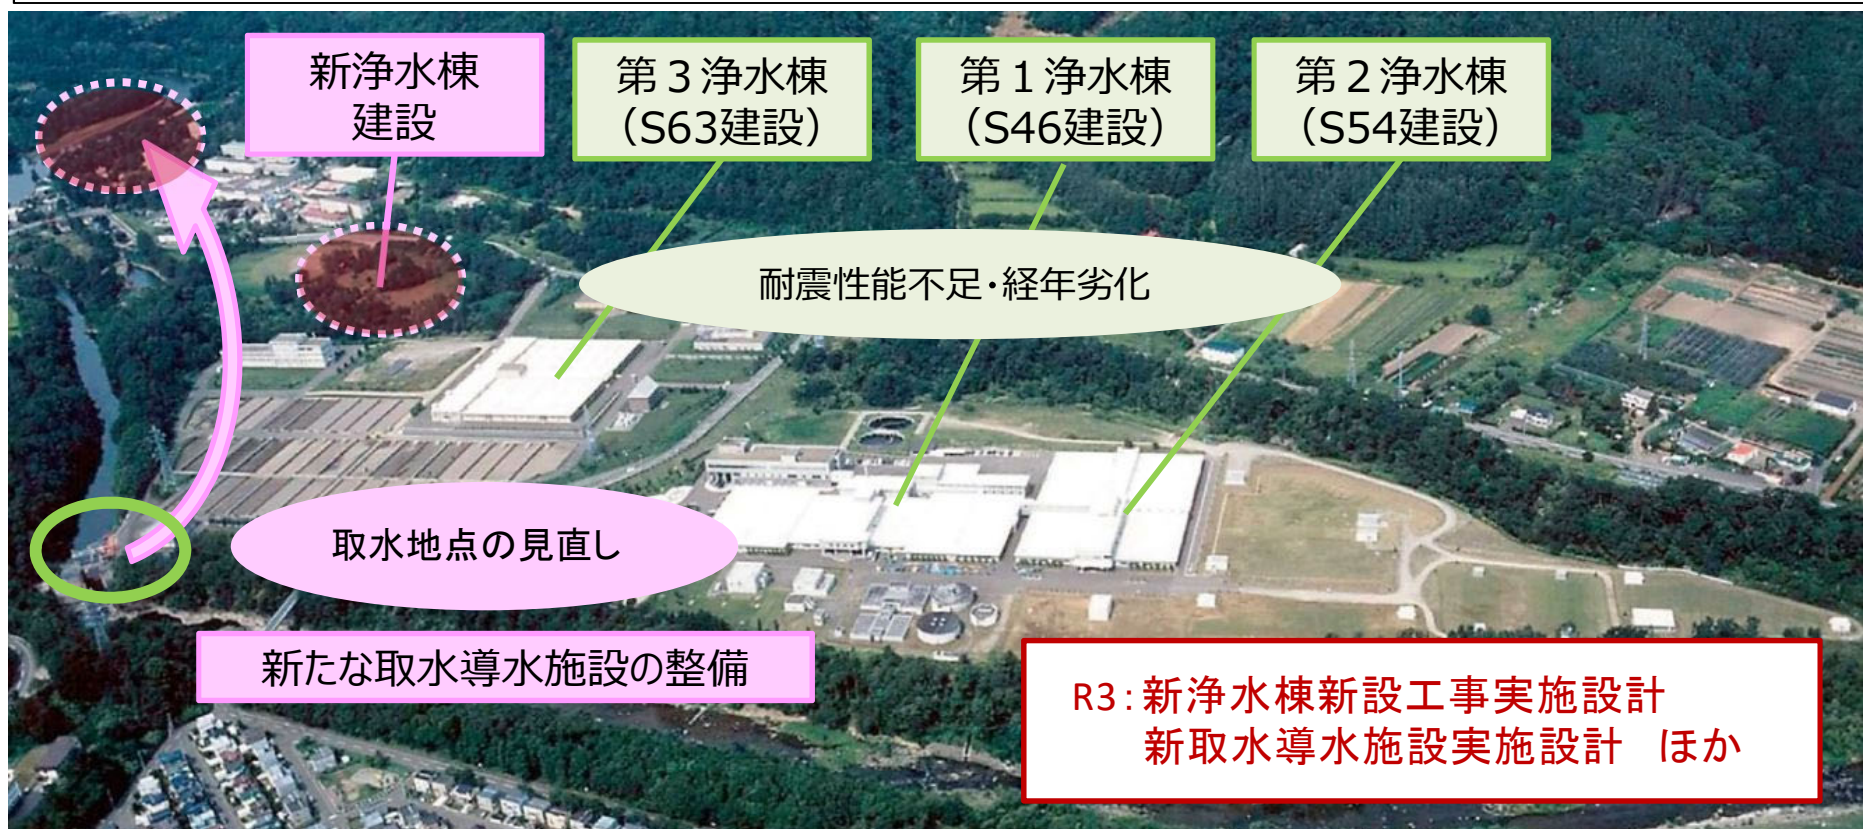 新浄水棟
建設
第３浄水棟
（S63建設）
第１浄水棟
（S46建設）
第２浄水棟
（S54建設）
耐震性能不足・経年劣化
取水地点の見直し
新たな取水導水施設の整備
R3：新浄水棟新設工事実施設計
新取水導水施設実施設計　ほか